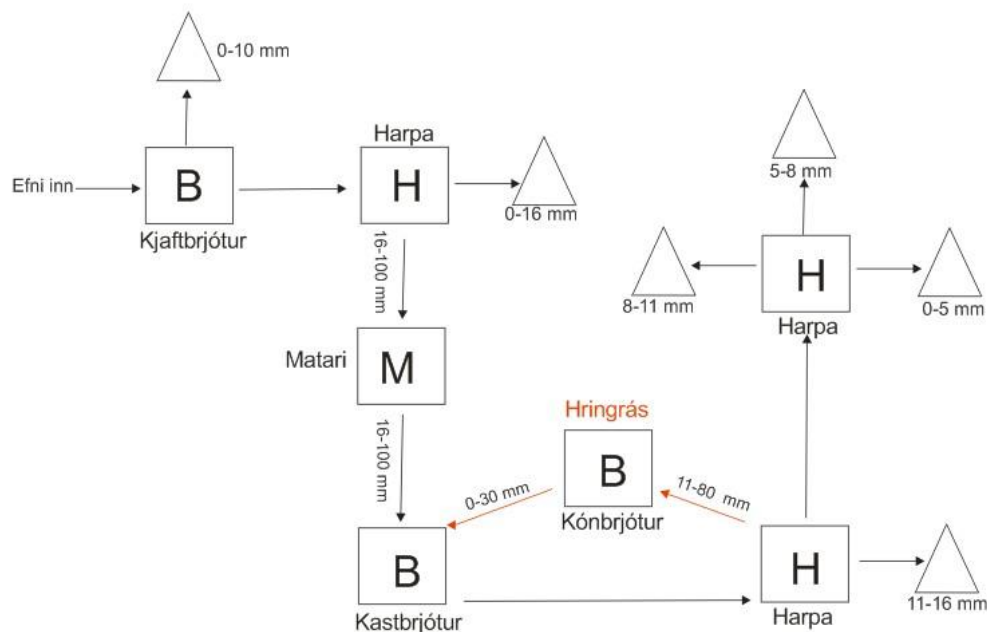 0-10 mm
Efni inn
B
Kjaftbrjótur
Harpa
H
0-16 mm
16-100 mm
Matari
M
16-100 mm
B
Kastbrjótur
Hringrás
B
Kónbrjótur
0-30 mm
11-80 mm
H
Harpa
11-16 mm
5-8 mm
8-11 mm
H
Harpa
0-5 mm